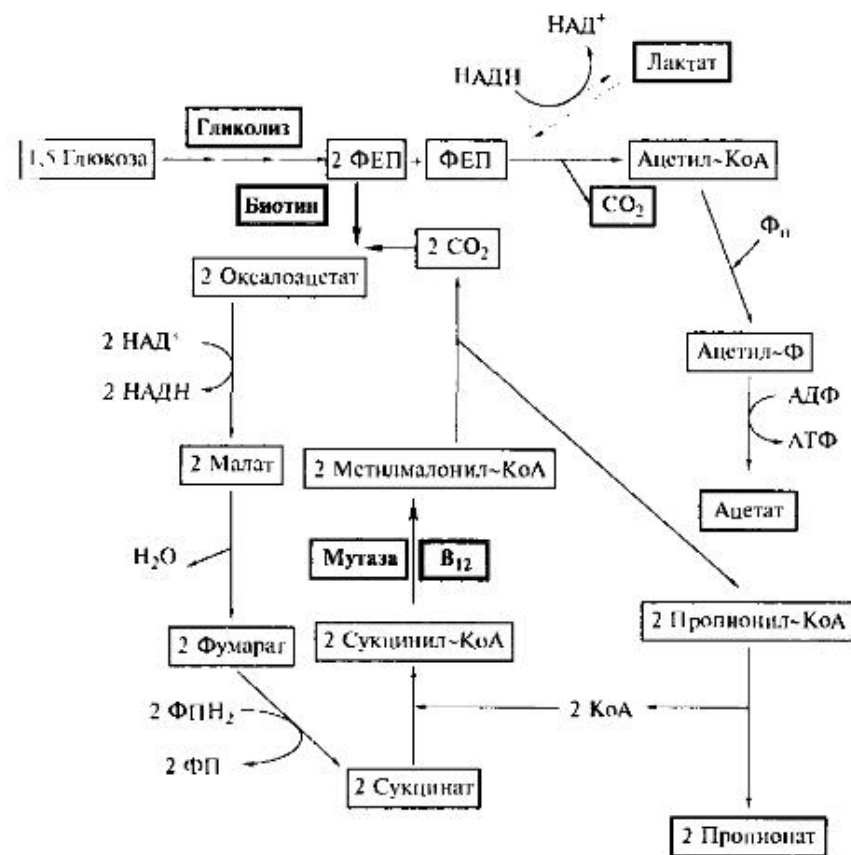 НАД⁺
НАДН
Лактат
Гликолиз
1,5 Глюкоза
2 ФЕП + ФЕП
Ацетил~КоА
Биотин
CO₂
2 CO₂
Фн
2 Оксалоацетат
2 НАД⁺
Ацетил~Ф
2 НАДН
АДФ
АТФ
2 Малат
2 Метилмалонил~КоА
Ацетат
H₂O
Мутаза
B₁₂
2 Пропионил~КоА
2 Фумарат
2 Сукцинил~КоА
2 ФПН₂
2 КоА
2 ФП
2 Сукцинат
2 Пропионат